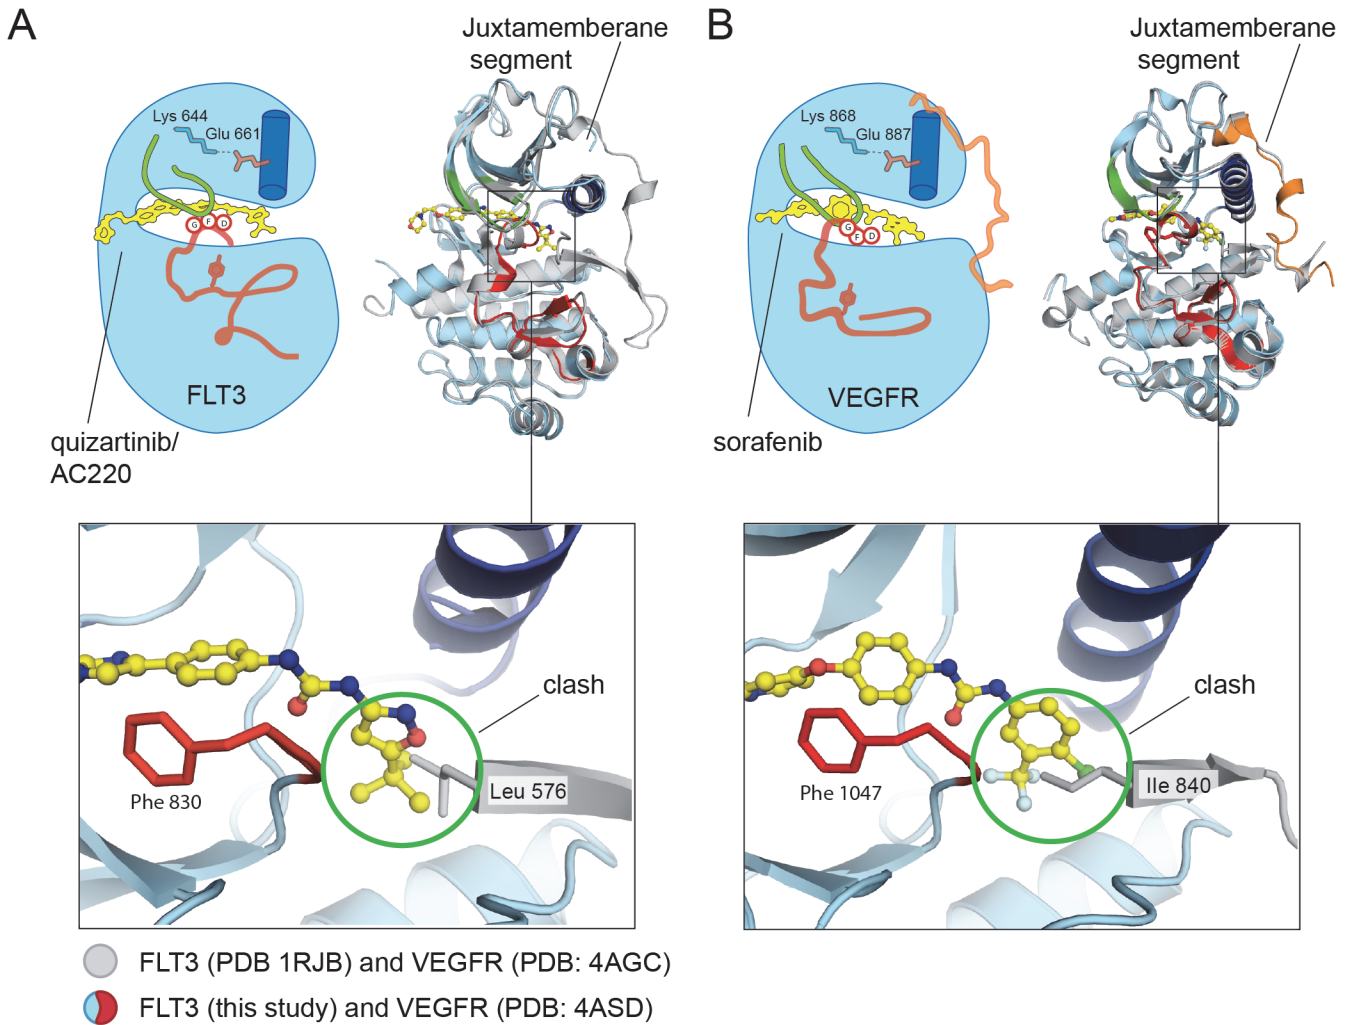 A
Juxtamemberane
segment
Lys 644
Glu 661
G F D
FLT3
quizartinib/
AC220
B
Juxtamemberane
segment
Lys 868
Glu 887
G F D
VEGFR
sorafenib
clash
Leu 576
Phe 830
clash
Ile 840
Phe 1047
FLT3 (PDB 1RJB) and VEGFR (PDB: 4AGC)
FLT3 (this study) and VEGFR (PDB: 4ASD)